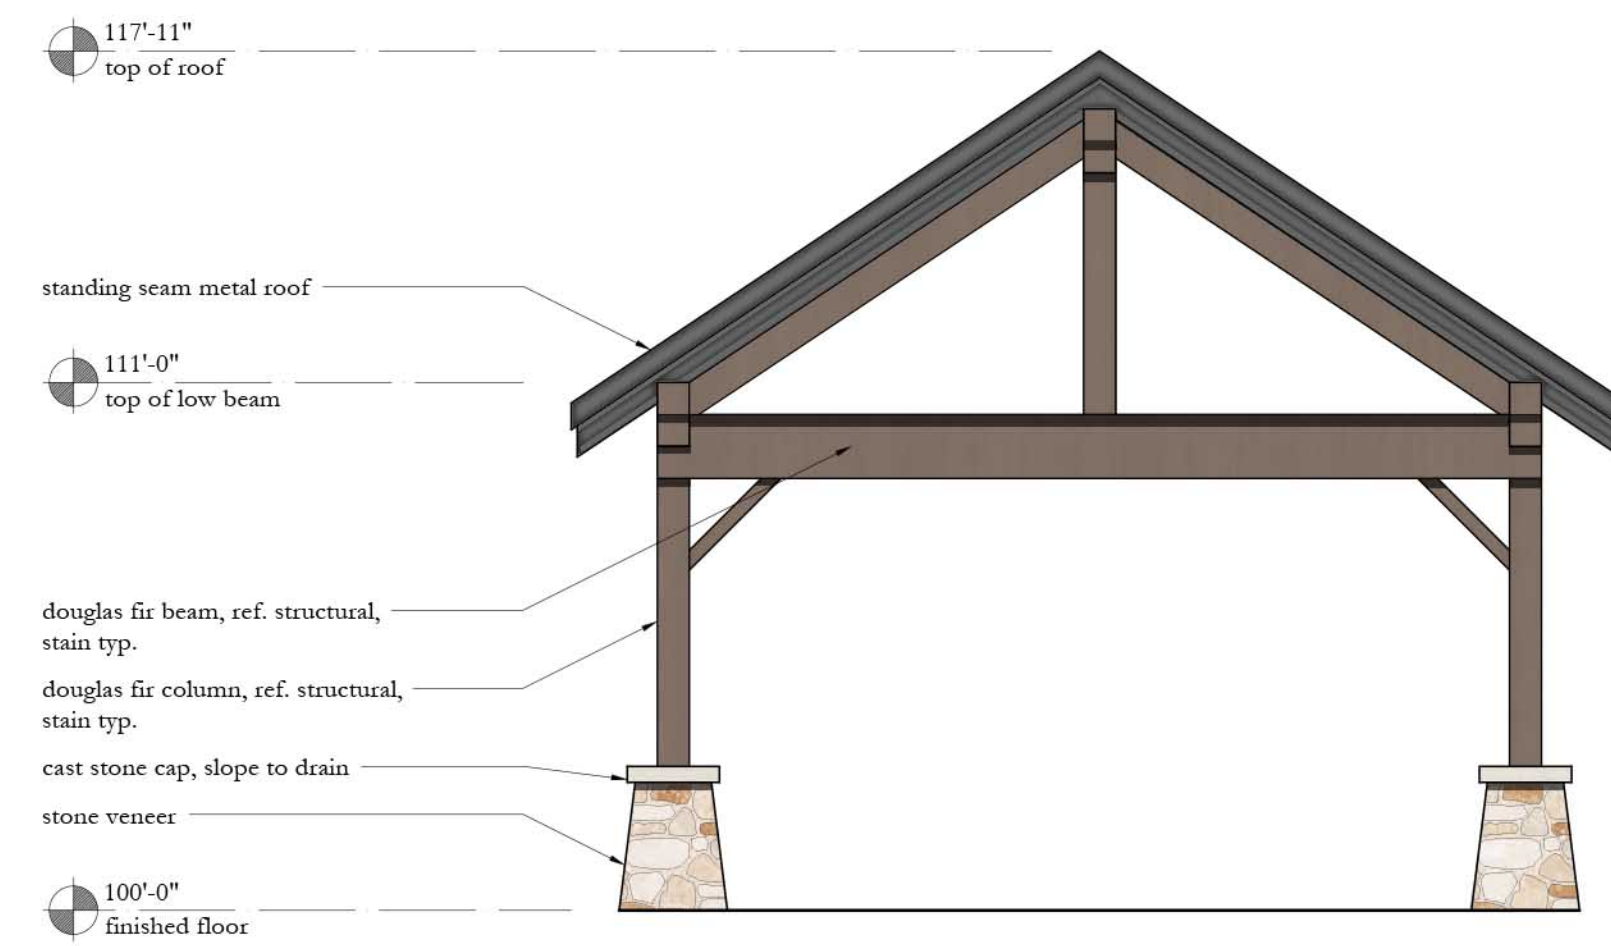 117'-11"
top of roof
standing seam metal roof
111'-0"
top of low beam
douglas fir beam, ref. structural,
stain typ.
douglas fir column, ref. structural,
stain typ.
cast stone cap, slope to drain
stone veneer
100'-0"
finished floor